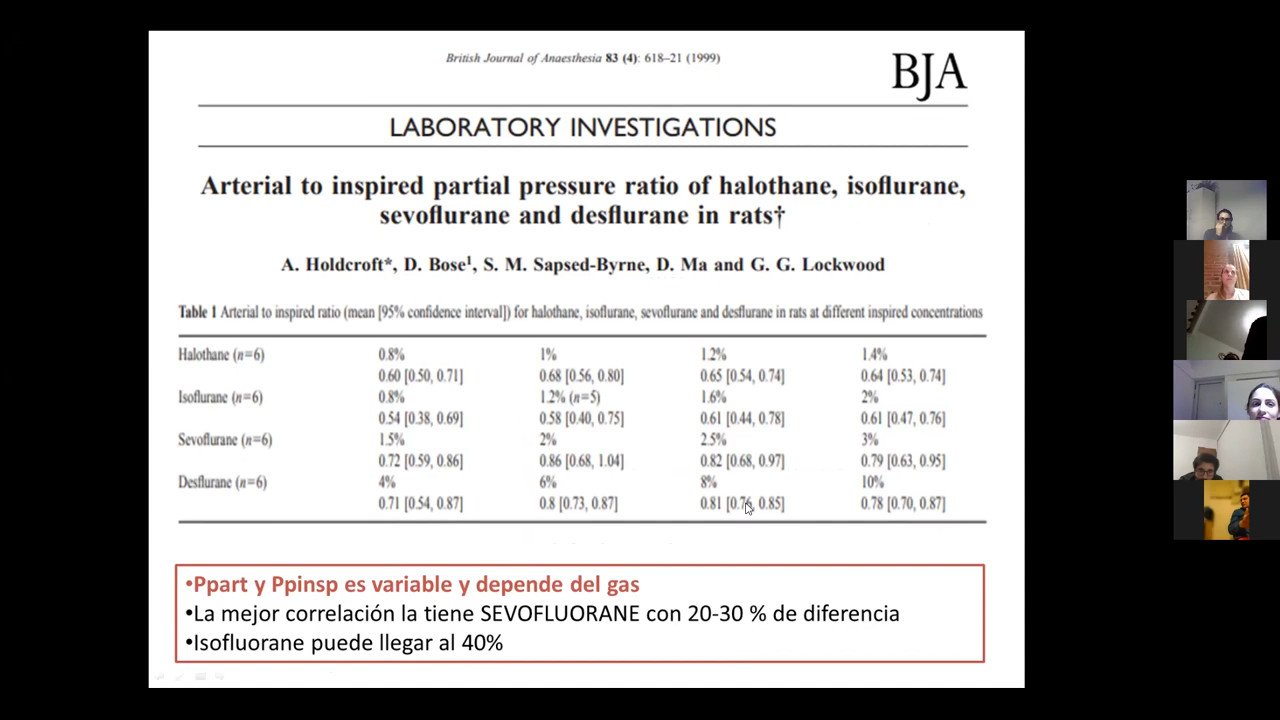 British Journal of Anaesthesia 83 (4): 618–21 (1999)
BJA
LABORATORY INVESTIGATIONS
Arterial to inspired partial pressure ratio of halothane, isoflurane,
sevoflurane and desflurane in rats†
A. Holdcroft*, D. Bose¹, S. M. Sapsed-Byrne, D. Ma and G. G. Lockwood
Table 1 Arterial to inspired ratio (mean [95% confidence interval]) for halothane, isoflurane, sevoflurane and desflurane in rats at different inspired concentrations
Halothane (n=6) 0.8% 1% 1.2% 1.4%
0.60 [0.50, 0.71] 0.68 [0.56, 0.80] 0.65 [0.54, 0.74] 0.64 [0.53, 0.74]
Isoflurane (n=6) 0.8% 1.2% (n=5) 1.6% 2%
0.54 [0.38, 0.69] 0.58 [0.40, 0.75] 0.61 [0.44, 0.78] 0.61 [0.47, 0.76]
Sevoflurane (n=6) 1.5% 2% 2.5% 3%
0.72 [0.59, 0.86] 0.86 [0.68, 1.04] 0.82 [0.68, 0.97] 0.79 [0.63, 0.95]
Desflurane (n=6) 4% 6% 8% 10%
0.71 [0.54, 0.87] 0.8 [0.73, 0.87] 0.81 [0.76, 0.85] 0.78 [0.70, 0.87]
•Ppart y Ppinsp es variable y depende del gas
•La mejor correlación la tiene SEVOFLUORANE con 20-30 % de diferencia
•Isofluorane puede llegar al 40%